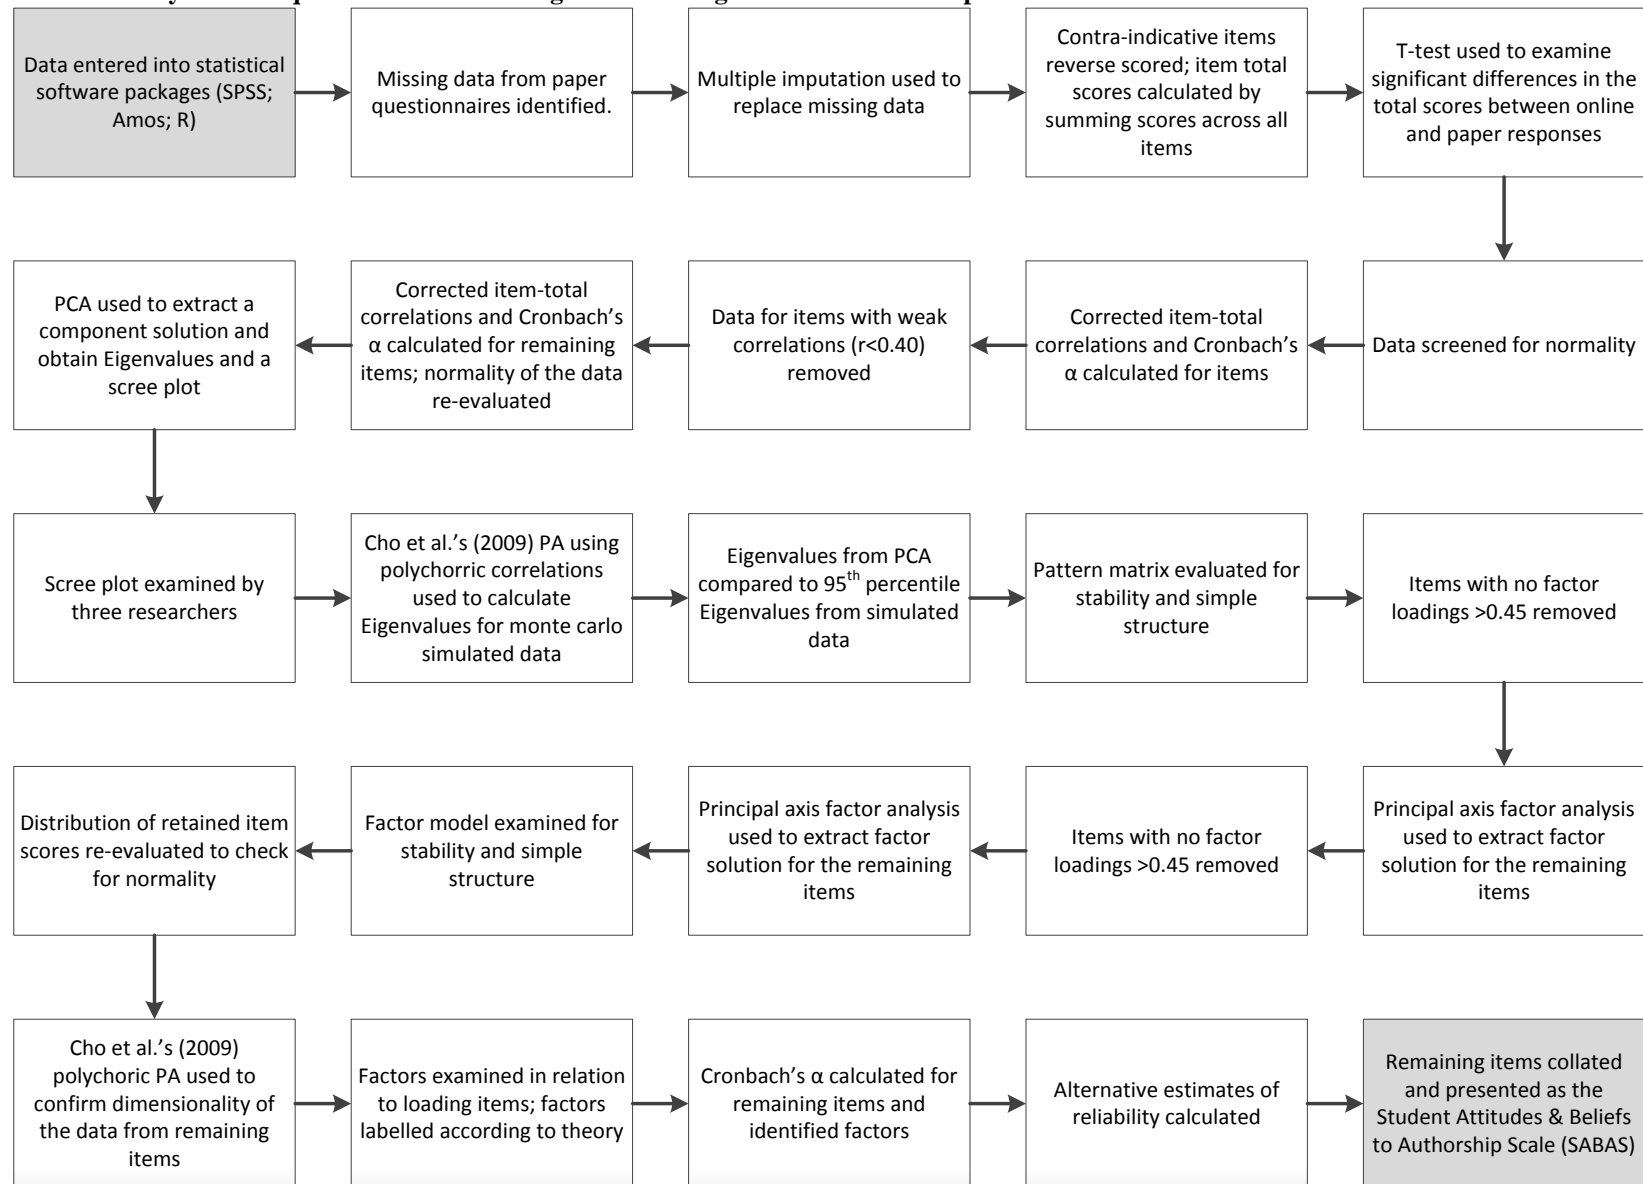 Data entered into statistical
software packages (SPSS;
Amos; R)
Missing data from paper
questionnaires identified.
Multiple imputation used to
replace missing data
Contra-indicative items
reverse scored; item total
scores calculated by
summing scores across all
items
T-test used to examine
significant differences in the
total scores between online
and paper responses
PCA used to extract a
component solution and
obtain Eigenvalues and a
scree plot
Corrected item-total
correlations and Cronbach’s
α calculated for remaining
items; normality of the data
re-evaluated
Data for items with weak
correlations (r<0.40)
removed
Corrected item-total
correlations and Cronbach’s
α calculated for items
Data screened for normality
Scree plot examined by
three researchers
Cho et al.’s (2009) PA using
polychorric correlations
used to calculate
Eigenvalues for monte carlo
simulated data
Eigenvalues from PCA
compared to 95th percentile
Eigenvalues from simulated
data
Pattern matrix evaluated for
stability and simple
structure
Items with no factor
loadings >0.45 removed
Distribution of retained item
scores re-evaluated to check
for normality
Factor model examined for
stability and simple
structure
Principal axis factor analysis
used to extract factor
solution for the remaining
items
Items with no factor
loadings >0.45 removed
Principal axis factor analysis
used to extract factor
solution for the remaining
items
Cho et al.’s (2009)
polychoric PA used to
confirm dimensionality of
the data from remaining
items
Factors examined in relation
to loading items; factors
labelled according to theory
Cronbach’s α calculated for
remaining items and
identified factors
Alternative estimates of
reliability calculated
Remaining items collated
and presented as the
Student Attitudes & Beliefs
to Authorship Scale (SABAS)